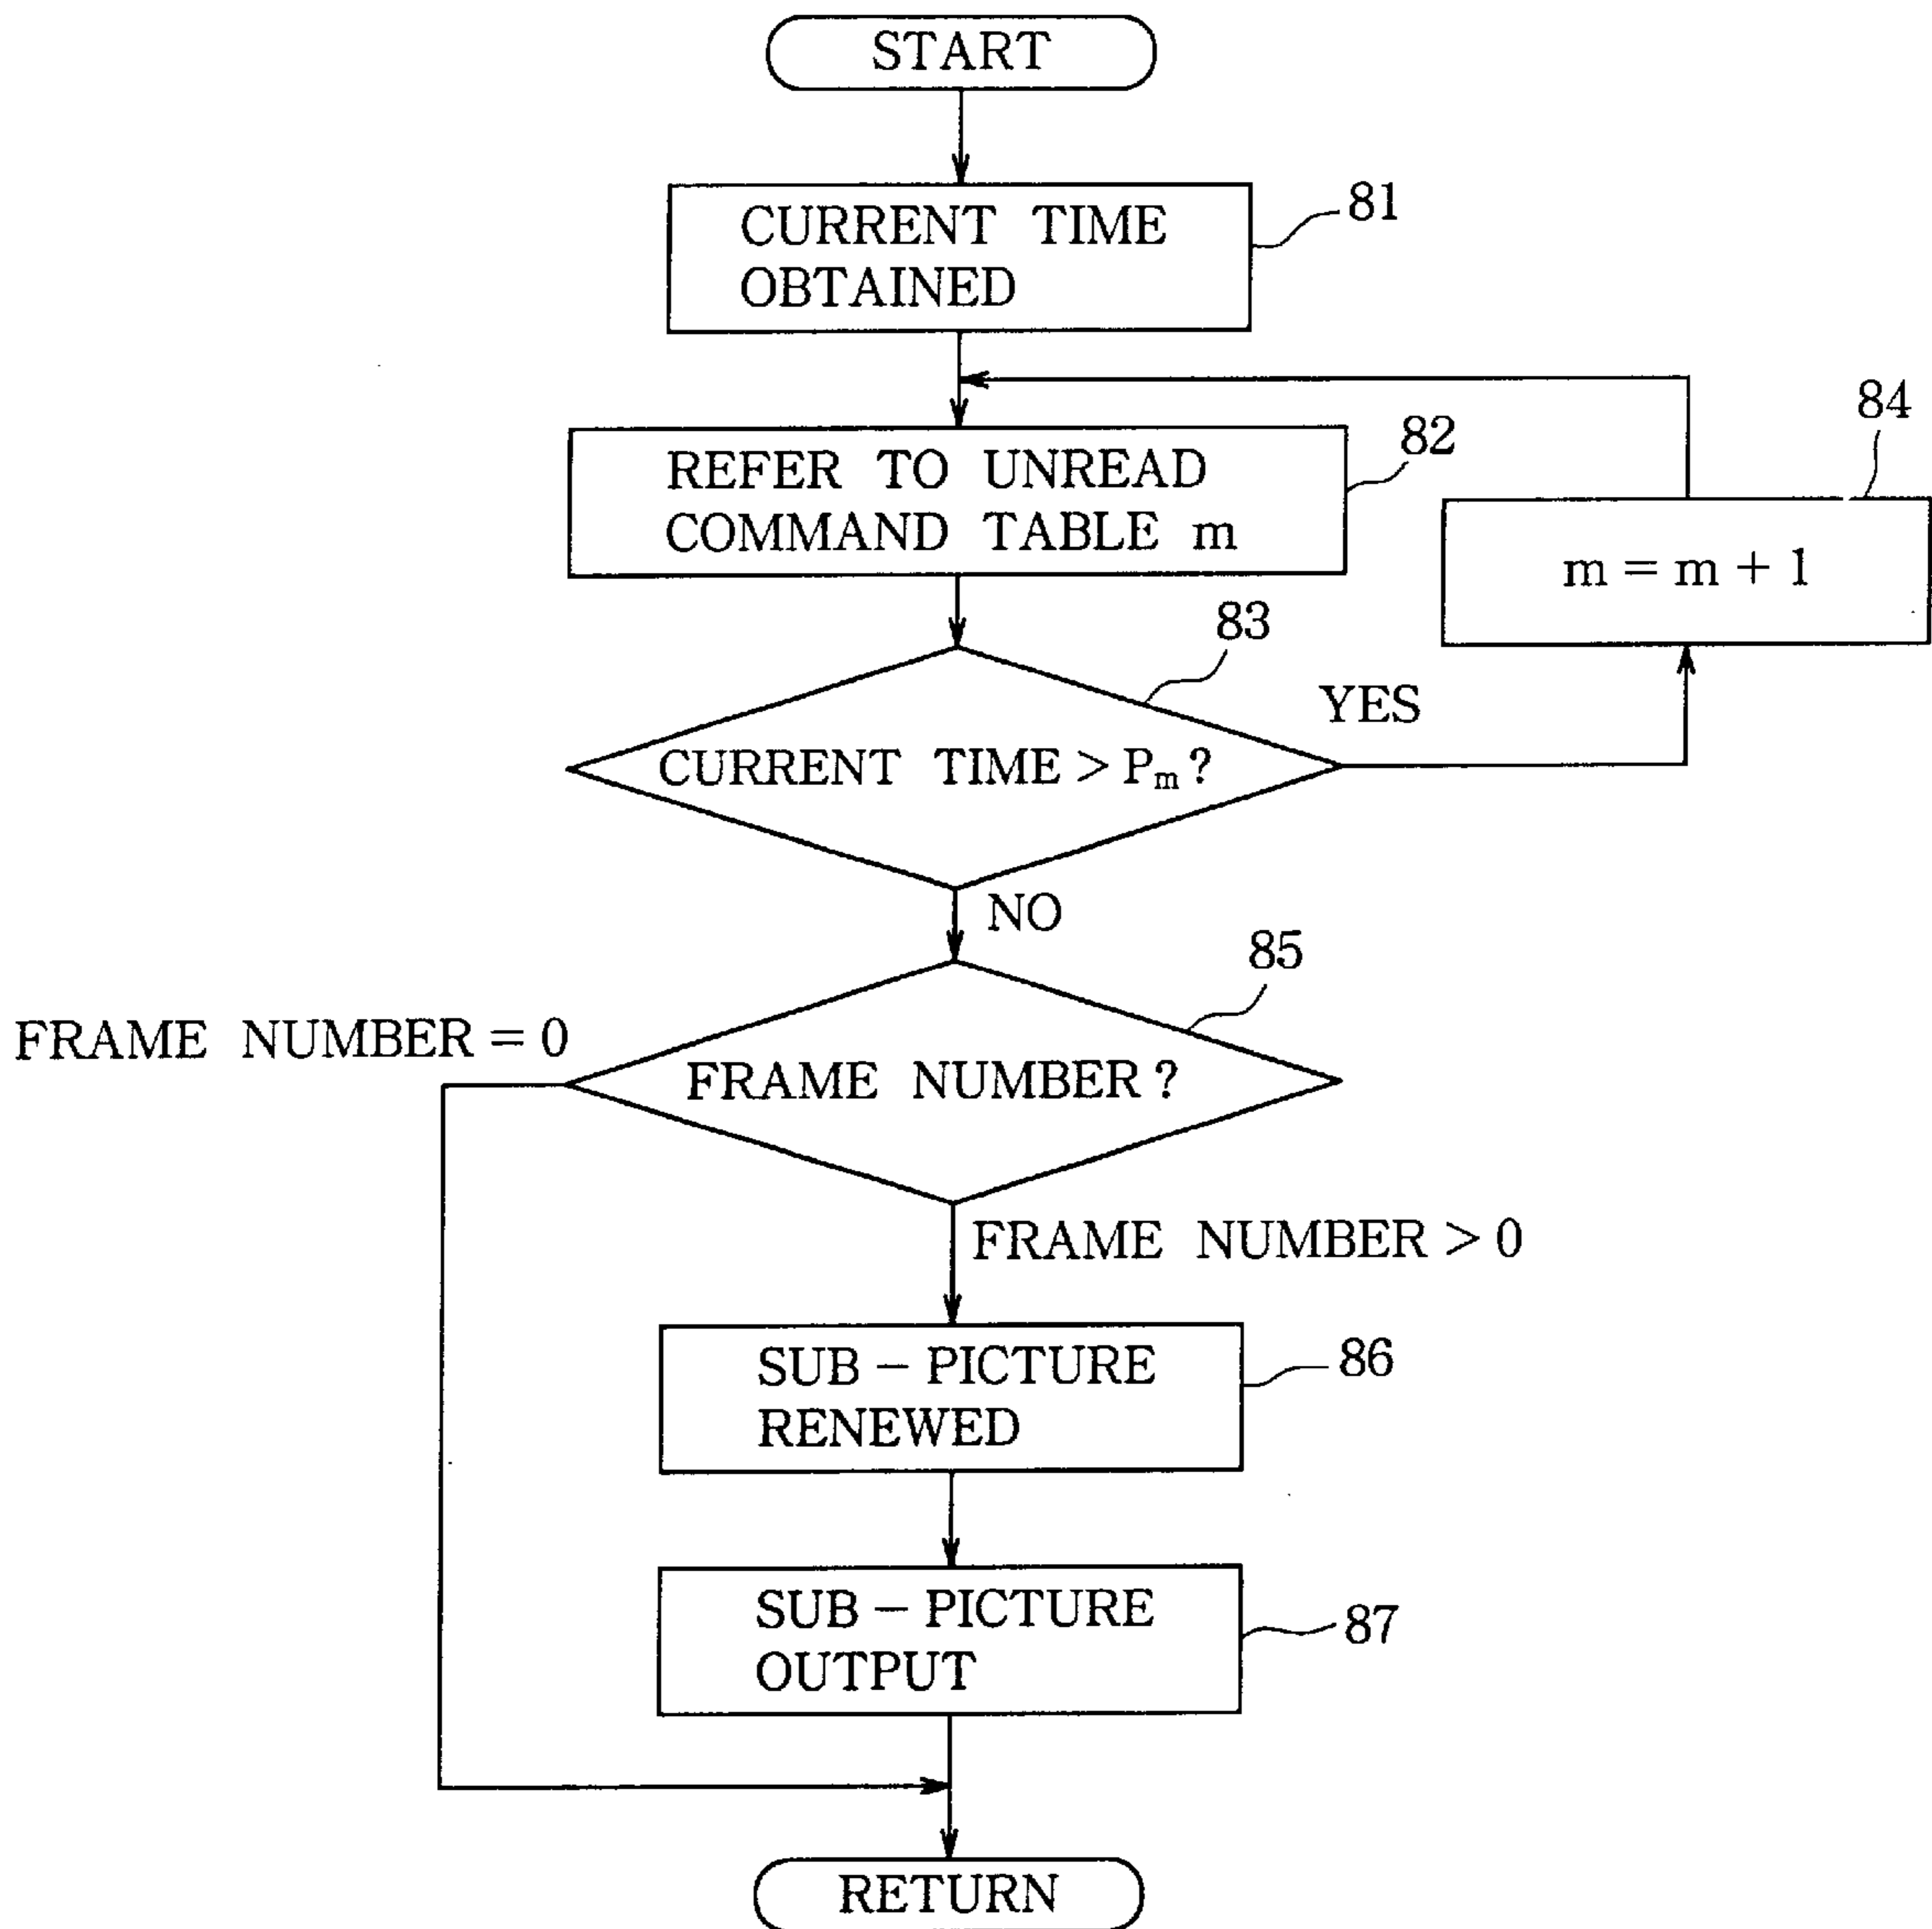 START
CURRENT TIME
OBTAINED
81
REFER TO UNREAD
COMMAND TABLE m
82
84
m = m + 1
83
CURRENT TIME > Pm ?
YES
NO
85
FRAME NUMBER = 0
FRAME NUMBER ?
FRAME NUMBER > 0
SUB – PICTURE
RENEWED
86
SUB – PICTURE
OUTPUT
87
RETURN